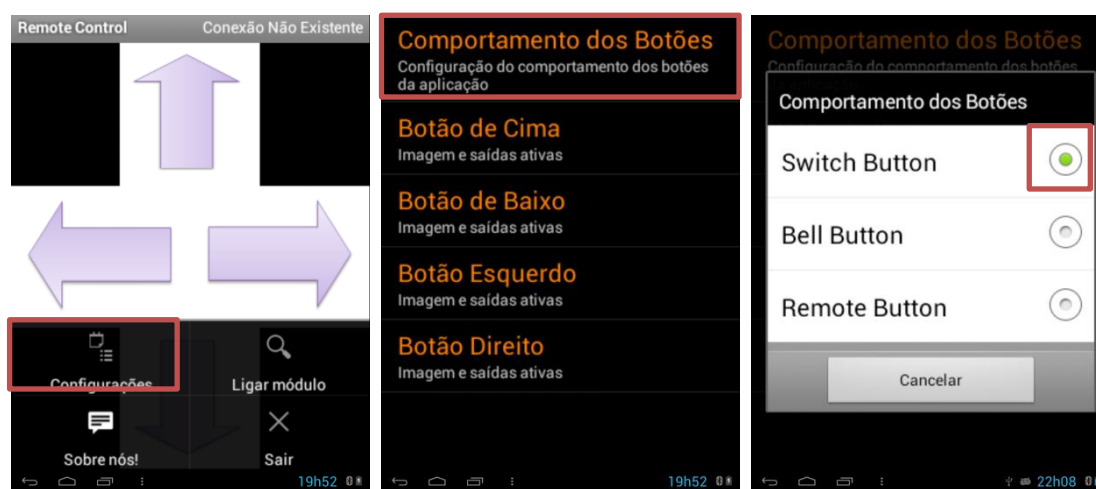 Remote Control
Conexão Não Existente
Configurações
Ligar módulo
Sobre nós!
Sair
19h52
Comportamento dos Botões
Configuração do comportamento dos botões
da aplicação
Botão de Cima
Imagem e saídas ativas
Botão de Baixo
Imagem e saídas ativas
Botão Esquerdo
Imagem e saídas ativas
Botão Direito
Imagem e saídas ativas
19h52
Comportamento dos Botões
Configuração do comportamento dos botões
Comportamento dos Botões
Switch Button
Bell Button
Remote Button
Cancelar
22h08